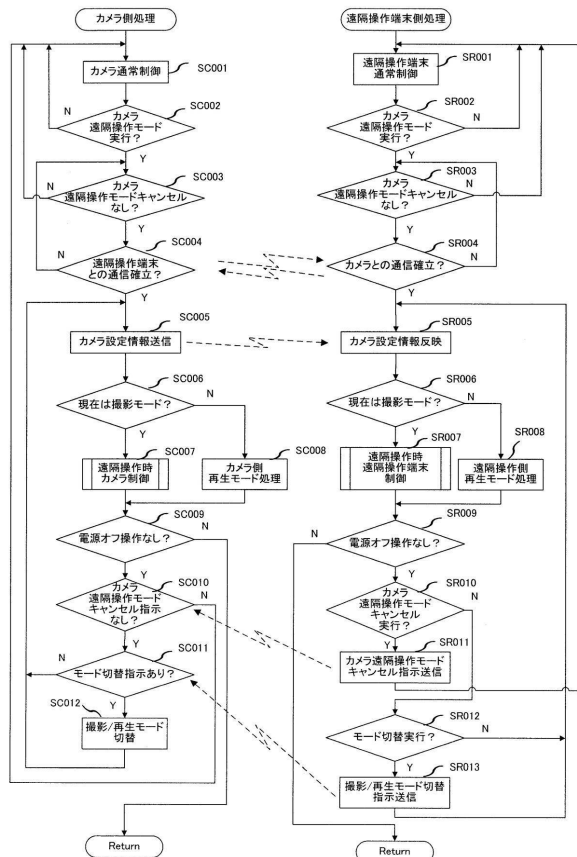 カメラ側処理
カメラ通常制御
SC001
カメラ
遠隔操作モード
実行？
SC002
N
Y
カメラ
遠隔操作モードキャンセル
なし？
SC003
N
Y
遠隔操作端末
との通信確立？
SC004
N
Y
カメラ設定情報送信
SC005
現在は撮影モード？
SC006
N
Y
遠隔操作時
カメラ制御
SC007
カメラ側
再生モード処理
SC008
電源オフ操作なし？
SC009
N
Y
カメラ
遠隔操作モード
キャンセル指示
なし？
SC010
N
Y
モード切替指示あり？
SC011
N
Y
撮影/再生モード
切替
SC012
Return
遠隔操作端末側処理
遠隔操作端末
通常制御
SR001
カメラ
遠隔操作モード
実行？
SR002
N
Y
カメラ
遠隔操作モードキャンセル
なし？
SR003
N
Y
カメラとの通信確立？
SR004
N
Y
カメラ設定情報反映
SR005
現在は撮影モード？
SR006
N
Y
遠隔操作時
遠隔操作端末
制御
SR007
遠隔操作側
再生モード処理
SR008
電源オフ操作なし？
SR009
N
Y
カメラ
遠隔操作モード
キャンセル
実行？
SR010
N
Y
カメラ遠隔操作モード
キャンセル指示送信
SR011
モード切替実行？
SR012
N
Y
撮影/再生モード切替
指示送信
SR013
Return